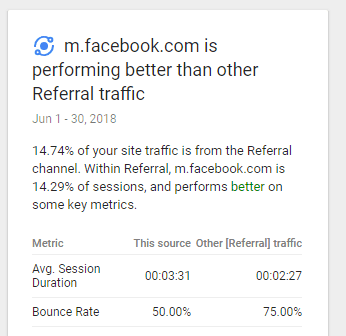 m.facebook.com is
performing better than other
Referral traffic
Jun 1 - 30, 2018
14.74% of your site traffic is from the Referral
channel. Within Referral, m.facebook.com is
14.29% of sessions, and performs better on
some key metrics.
Metric This source Other [Referral] traffic
Avg. Session
Duration 00:03:31 00:02:27
Bounce Rate 50.00% 75.00%